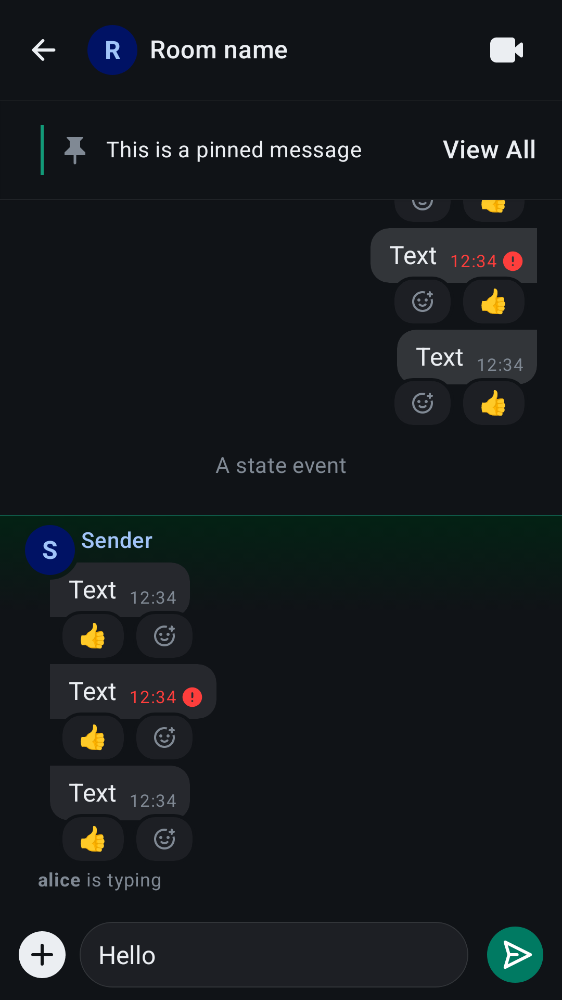 R Room name
This is a pinned message View All
Text 12:34
Text 12:34
A state event
S Sender
Text 12:34
Text 12:34
Text 12:34
alice is typing
Hello